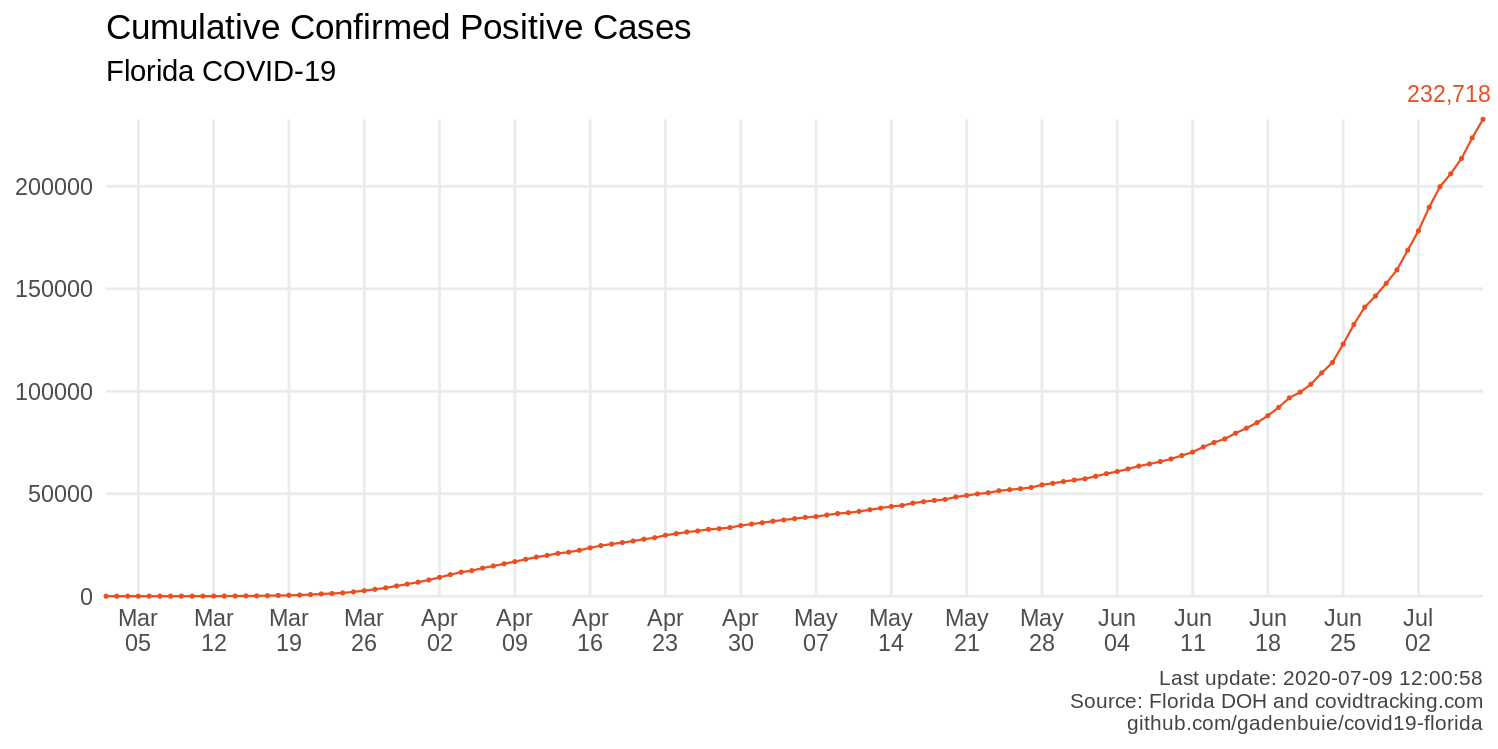 Cumulative Confirmed Positive Cases
Florida COVID-19
232,718
200000
150000
100000
50000
0
Mar Mar Mar Mar Apr Apr Apr Apr Apr May May May May Jun Jun Jun Jun Jul
05 12 19 26 02 09 16 23 30 07 14 21 28 04 11 18 25 02
Last update: 2020-07-09 12:00:58
Source: Florida DOH and covidtracking.com
github.com/gadenbuie/covid19-florida